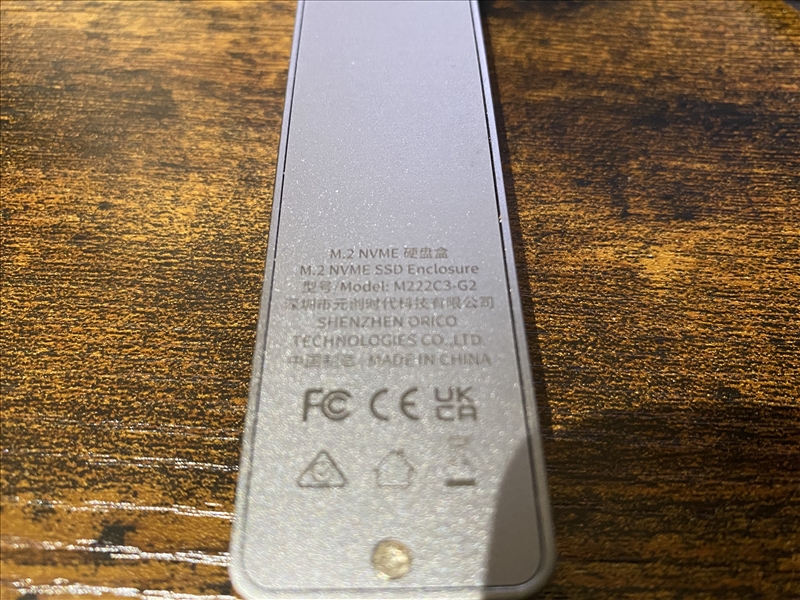 M.2 NVME 硬盘盒
M.2 NVME SSD Enclosure
型号/Model: M222C3-G2
深圳市元创时代科技有限公司
SHENZHEN ORICO
TECHNOLOGIES CO.,LTD.
中国制造 / MADE IN CHINA
FC CE UK
CA